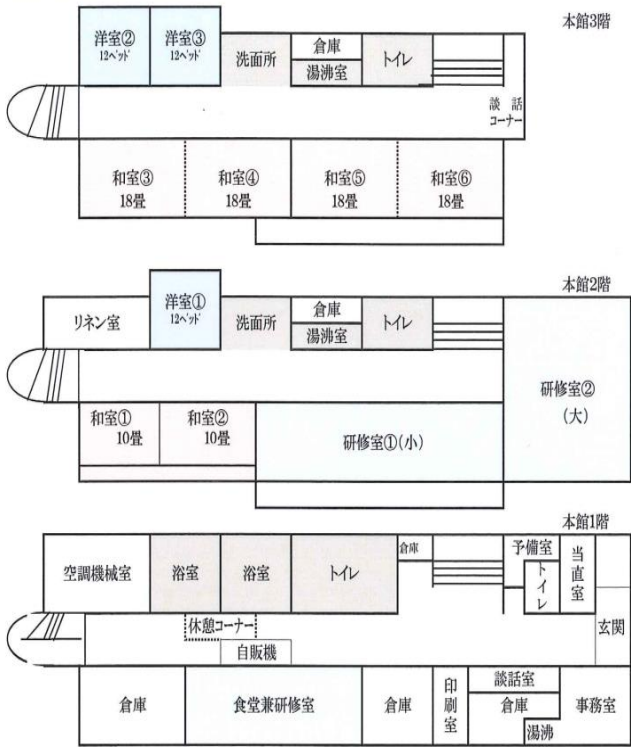 本館3階
洋室②
12ベッド
洋室③
12ベッド
洗面所
倉庫
湯沸室
トイレ
談 話
コーナー
和室③
18畳
和室④
18畳
和室⑤
18畳
和室⑥
18畳
本館2階
リネン室
洋室①
12ベッド
洗面所
倉庫
湯沸室
トイレ
研修室②
(大)
和室①
10畳
和室②
10畳
研修室①(小)
本館1階
空調機械室
浴室
浴室
トイレ
倉庫
予備室
トイレ
当直室
玄関
休憩コーナー
自販機
倉庫
食堂兼研修室
倉庫
印刷室
談話室
倉庫
湯沸
事務室